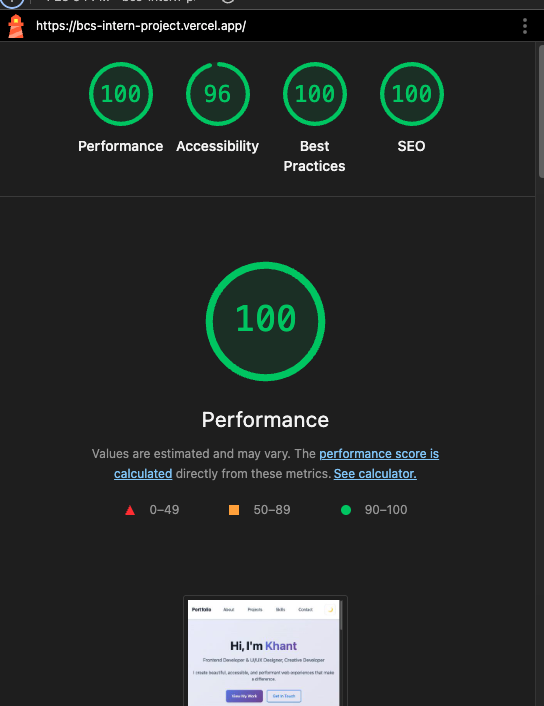 https://bcs-intern-project.vercel.app/
100
96
100
100
Performance
Accessibility
Best
Practices
SEO
100
Performance
Values are estimated and may vary. The performance score is
calculated directly from these metrics. See calculator.
0–49
50–89
90–100
Portfolio
About
Projects
Skills
Contact
Hi, I'm Khant
Frontend Developer & UI/UX Designer, Creative Developer
I create beautiful, accessible, and performant web experiences that make
a difference.
View My Work
Get In Touch